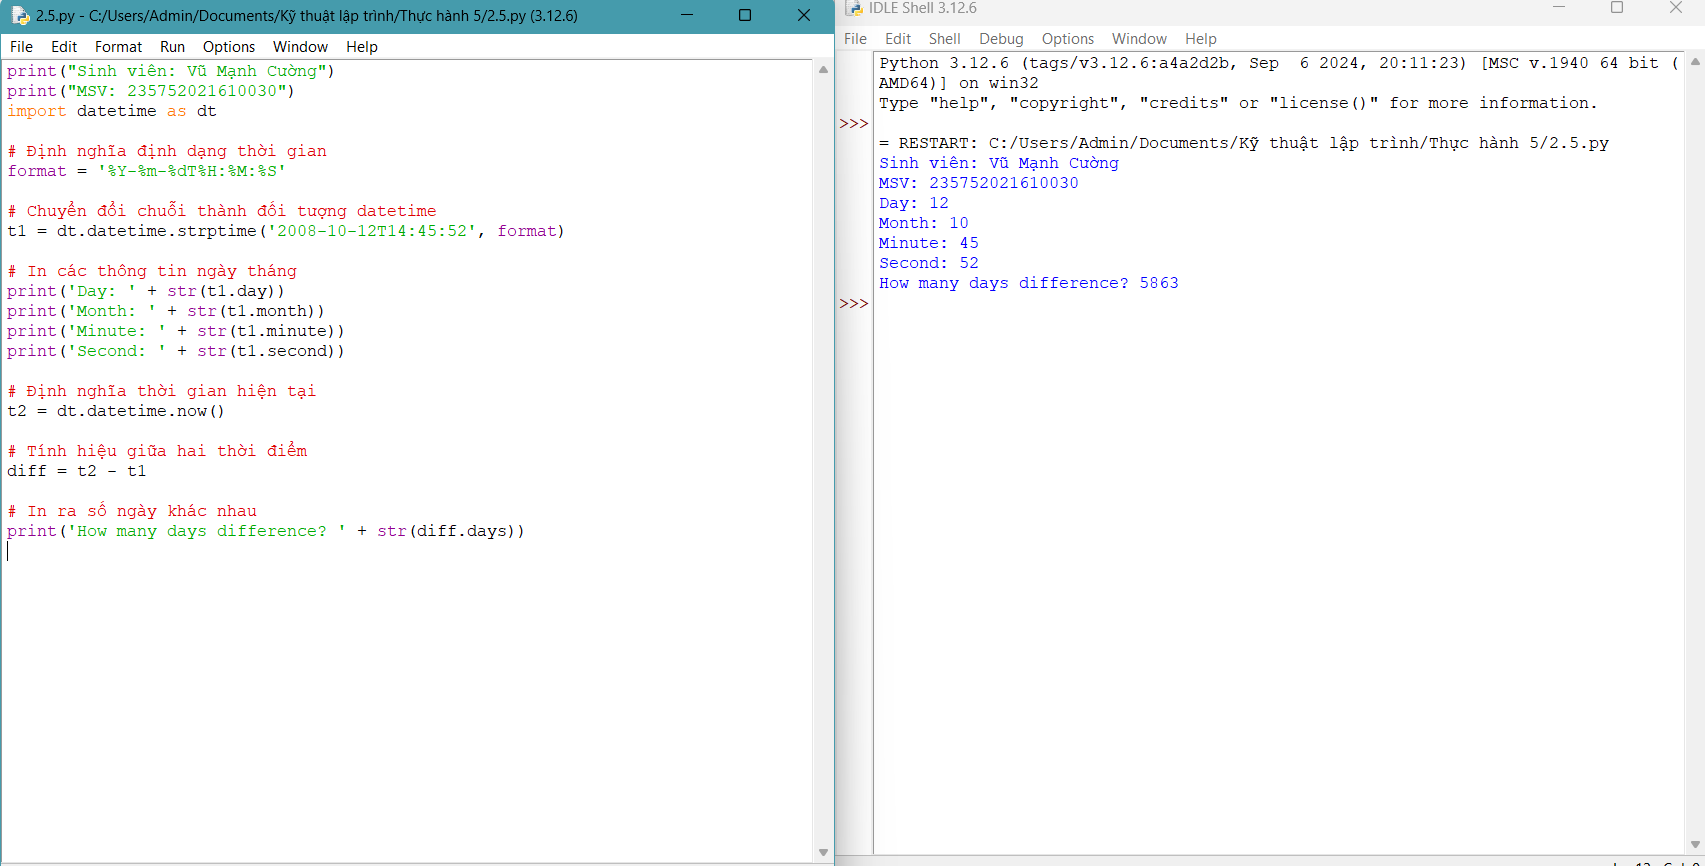 2.5.py - C:/Users/Admin/Documents/Kỹ thuật lập trình/Thực hành 5/2.5.py (3.12.6)
File Edit Format Run Options Window Help
print("Sinh viên: Vũ Mạnh Cường")
print("MSV: 235752021610030")
import datetime as dt
# Định nghĩa định dạng thời gian
format = '%Y-%m-%dT%H:%M:%S'
# Chuyển đổi chuỗi thành đối tượng datetime
t1 = dt.datetime.strptime('2008-10-12T14:45:52', format)
# In các thông tin ngày tháng
print('Day: ' + str(t1.day))
print('Month: ' + str(t1.month))
print('Minute: ' + str(t1.minute))
print('Second: ' + str(t1.second))
# Định nghĩa thời gian hiện tại
t2 = dt.datetime.now()
# Tính hiệu giữa hai thời điểm
diff = t2 - t1
# In ra số ngày khác nhau
print('How many days difference? ' + str(diff.days))
IDLE Shell 3.12.6
File Edit Shell Debug Options Window Help
Python 3.12.6 (tags/v3.12.6:a4a2d2b, Sep  6 2024, 20:11:23) [MSC v.1940 64 bit (
AMD64)] on win32
Type "help", "copyright", "credits" or "license()" for more information.
>>>
= RESTART: C:/Users/Admin/Documents/Kỹ thuật lập trình/Thực hành 5/2.5.py
Sinh viên: Vũ Mạnh Cường
MSV: 235752021610030
Day: 12
Month: 10
Minute: 45
Second: 52
How many days difference? 5863
>>>